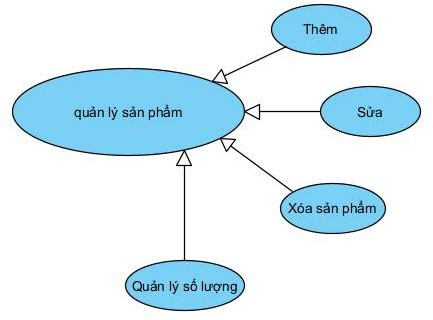 Thêm
quản lý sản phẩm
Sửa
Xóa sản phẩm
Quản lý số lượng